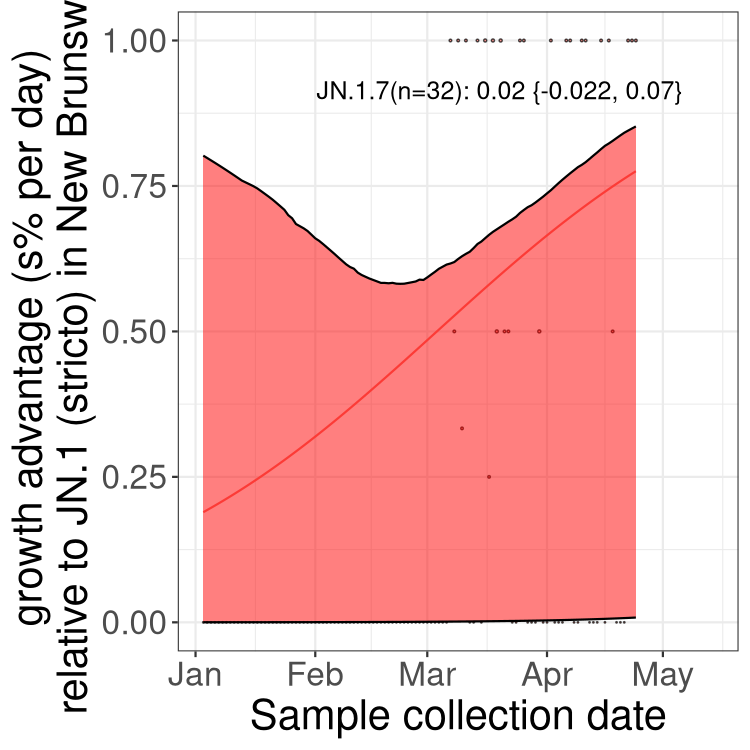 growth advantage (s% per day)
relative to JN.1 (stricto) in New Brunsw
1.00
0.75
0.50
0.25
0.00
JN.1.7(n=32): 0.02 {-0.022, 0.07}
Jan Feb Mar Apr May
Sample collection date